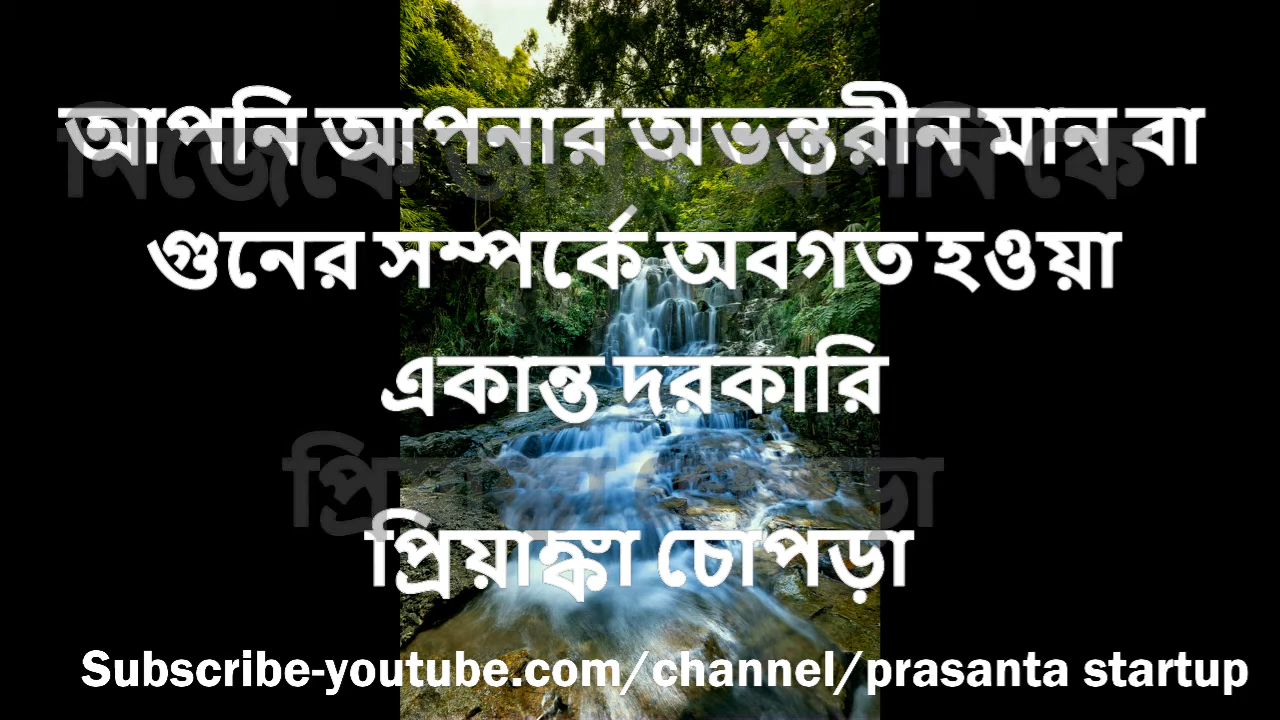 আপনি আপনার অভন্তরীন মান বা
গুনের সম্পর্কে অবগত হওয়া
একান্ত দরকারি
প্রিয়াঙ্কা চোপড়া
Subscribe-youtube.com/channel/prasanta startup